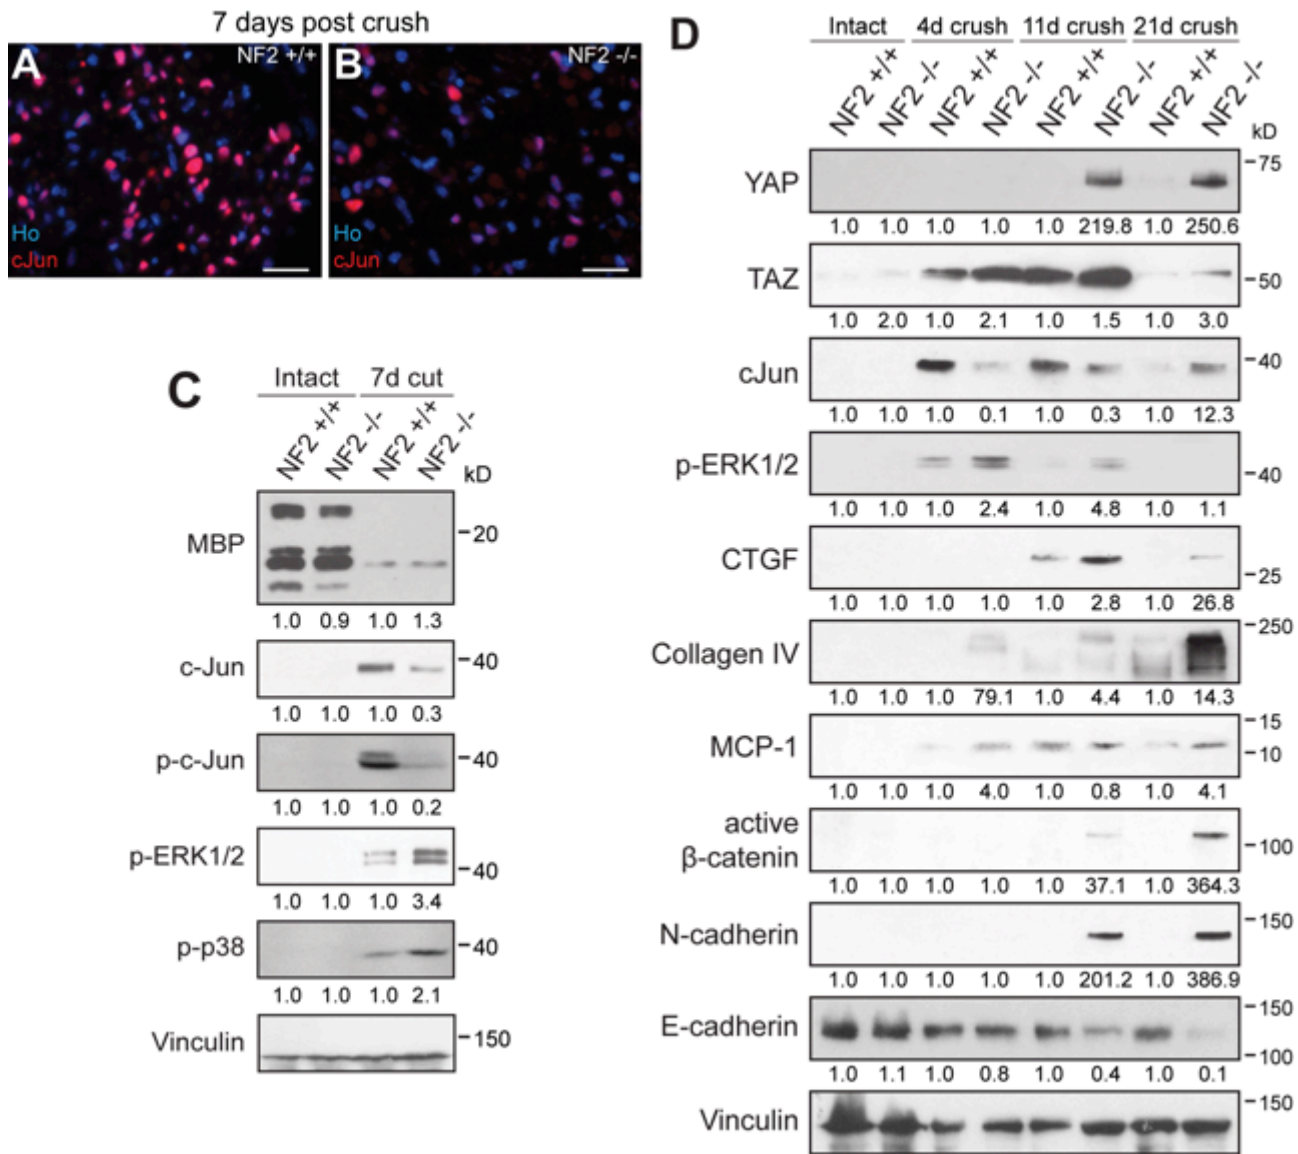 7 days post crush
A NF2 +/+
Ho
cJun
B NF2 -/-
Ho
cJun
C
Intact 7d cut
NF2 +/+ NF2 -/- NF2 +/+ NF2 -/- kD
MBP 20
1.0 0.9 1.0 1.3
c-Jun 40
1.0 1.0 1.0 0.3
p-c-Jun 40
1.0 1.0 1.0 0.2
p-ERK1/2 40
1.0 1.0 1.0 3.4
p-p38 40
1.0 1.0 1.0 2.1
Vinculin 150
D
Intact 4d crush 11d crush 21d crush
NF2 +/+ NF2 -/- NF2 +/+ NF2 -/- NF2 +/+ NF2 -/- NF2 +/+ NF2 -/- kD
YAP 75
1.0 1.0 1.0 1.0 1.0 219.8 1.0 250.6
TAZ 50
1.0 2.0 1.0 2.1 1.0 1.5 1.0 3.0
cJun 40
1.0 1.0 1.0 0.1 1.0 0.3 1.0 12.3
p-ERK1/2 40
1.0 1.0 1.0 2.4 1.0 4.8 1.0 1.1
CTGF 25
1.0 1.0 1.0 1.0 1.0 2.8 1.0 26.8
Collagen IV 250
1.0 1.0 1.0 79.1 1.0 4.4 1.0 14.3
MCP-1 15
10
1.0 1.0 1.0 4.0 1.0 0.8 1.0 4.1
active
β-catenin 100
1.0 1.0 1.0 1.0 1.0 37.1 1.0 364.3
N-cadherin 150
1.0 1.0 1.0 1.0 1.0 201.2 1.0 386.9
E-cadherin 150
100
1.0 1.1 1.0 0.8 1.0 0.4 1.0 0.1
Vinculin 150